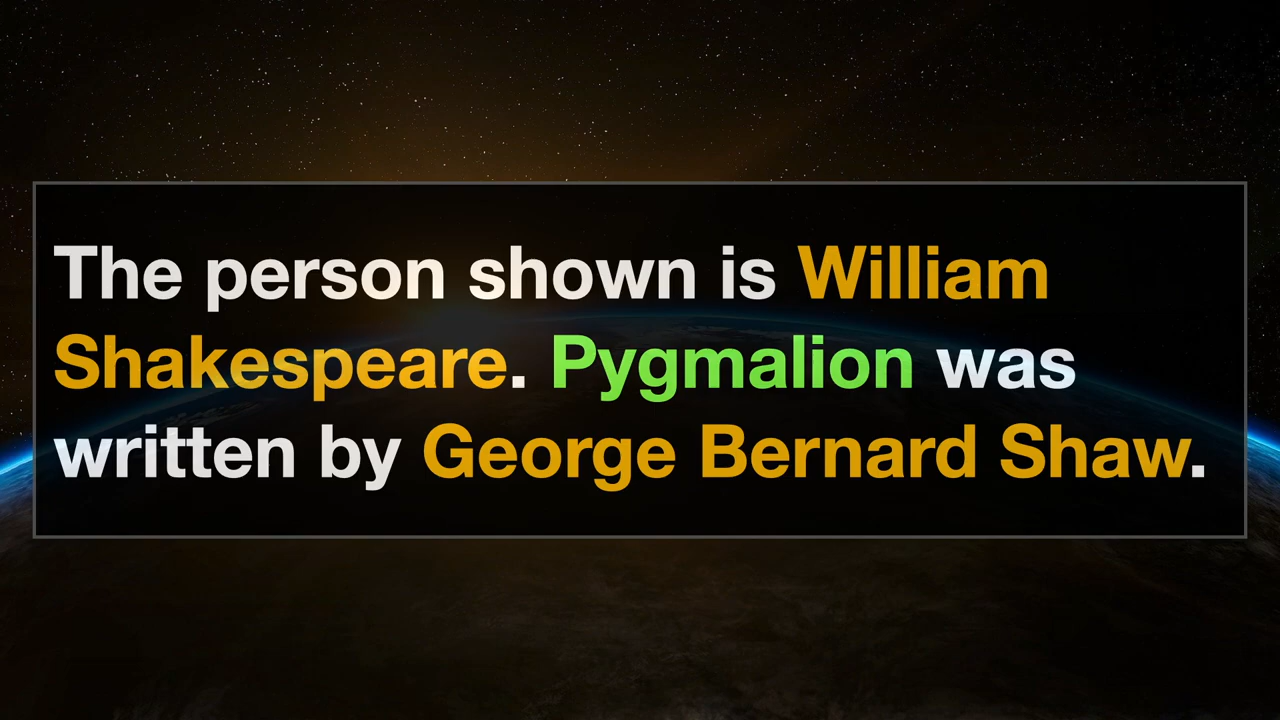 The person shown is William
Shakespeare. Pygmalion was
written by George Bernard Shaw.